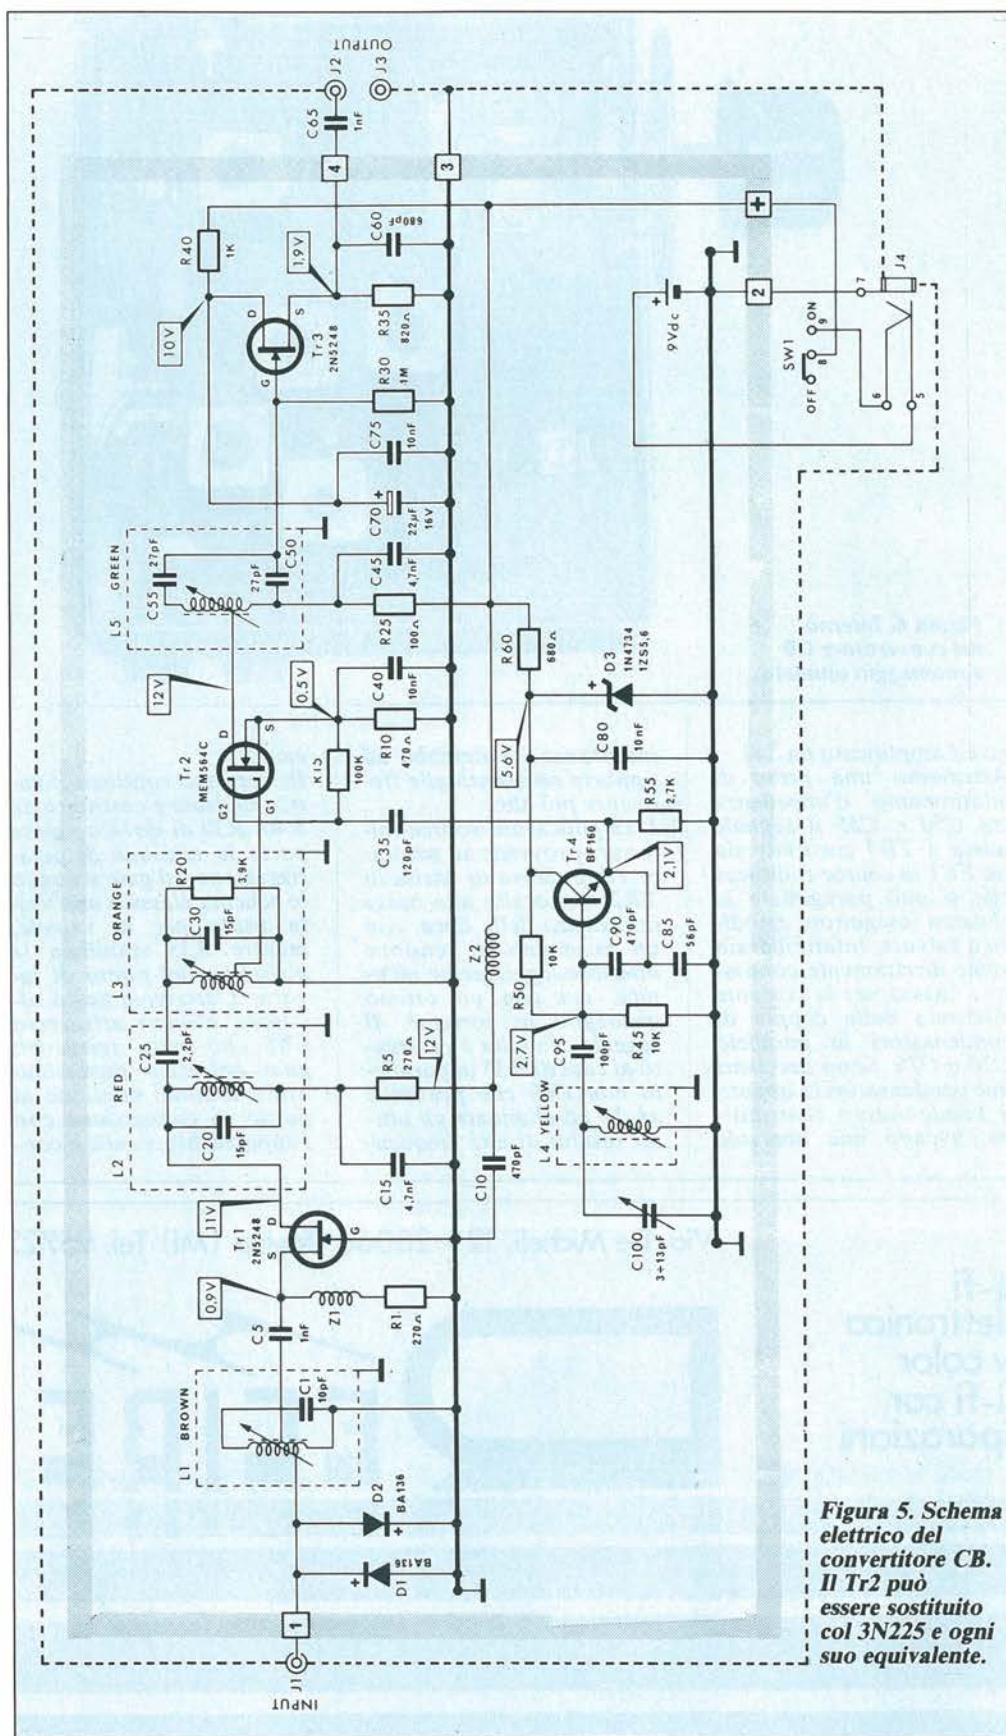 INPUT
J1
1
D1
BA136
D2
BA136
L1 BROWN
C1
10pF
C5
1nF
0,9V
Z1
R1
270Ω
Tr1
2N5248
S
D
G
11V
L2
RED
C20
15pF
C25
2,2pF
C15
4,7nF
R5
270Ω
12V
C10
470pF
Z2
L3
ORANGE
C30
15pF
R20
3,9K
C35
820pF
Tr2
MEM564C
G2
G1
D
S
R15
100K
0,5V
R10
470Ω
C40
10nF
12V
L5
GREEN
C55
27pF
27pF
C50
R25
100Ω
C45
4,7nF
C70
22µF
16V
C75
10nF
R30
1M
Tr3
2N5248
G
D
S
10V
R40
1K
1,9V
R35
820Ω
C60
680pF
4
3
C65
1nF
J2
J3
OUTPUT
C100
3÷13pF
L4 YELLOW
C95
100pF
2,7V
R50
10K
R45
10K
C90
470pF
C85
56pF
Tr4
BF160
2,1V
R55
2,7K
C80
10nF
5,6V
D3
1N4734
1ZS5,6
R60
680Ω
9Vdc
2
+
SW1
OFF
ON
8
9
7
6
5
J4
Figura 5. Schema
elettrico del
convertitore CB.
Il Tr2 può
essere sostituito
col 3N225 e ogni
suo equivalente.